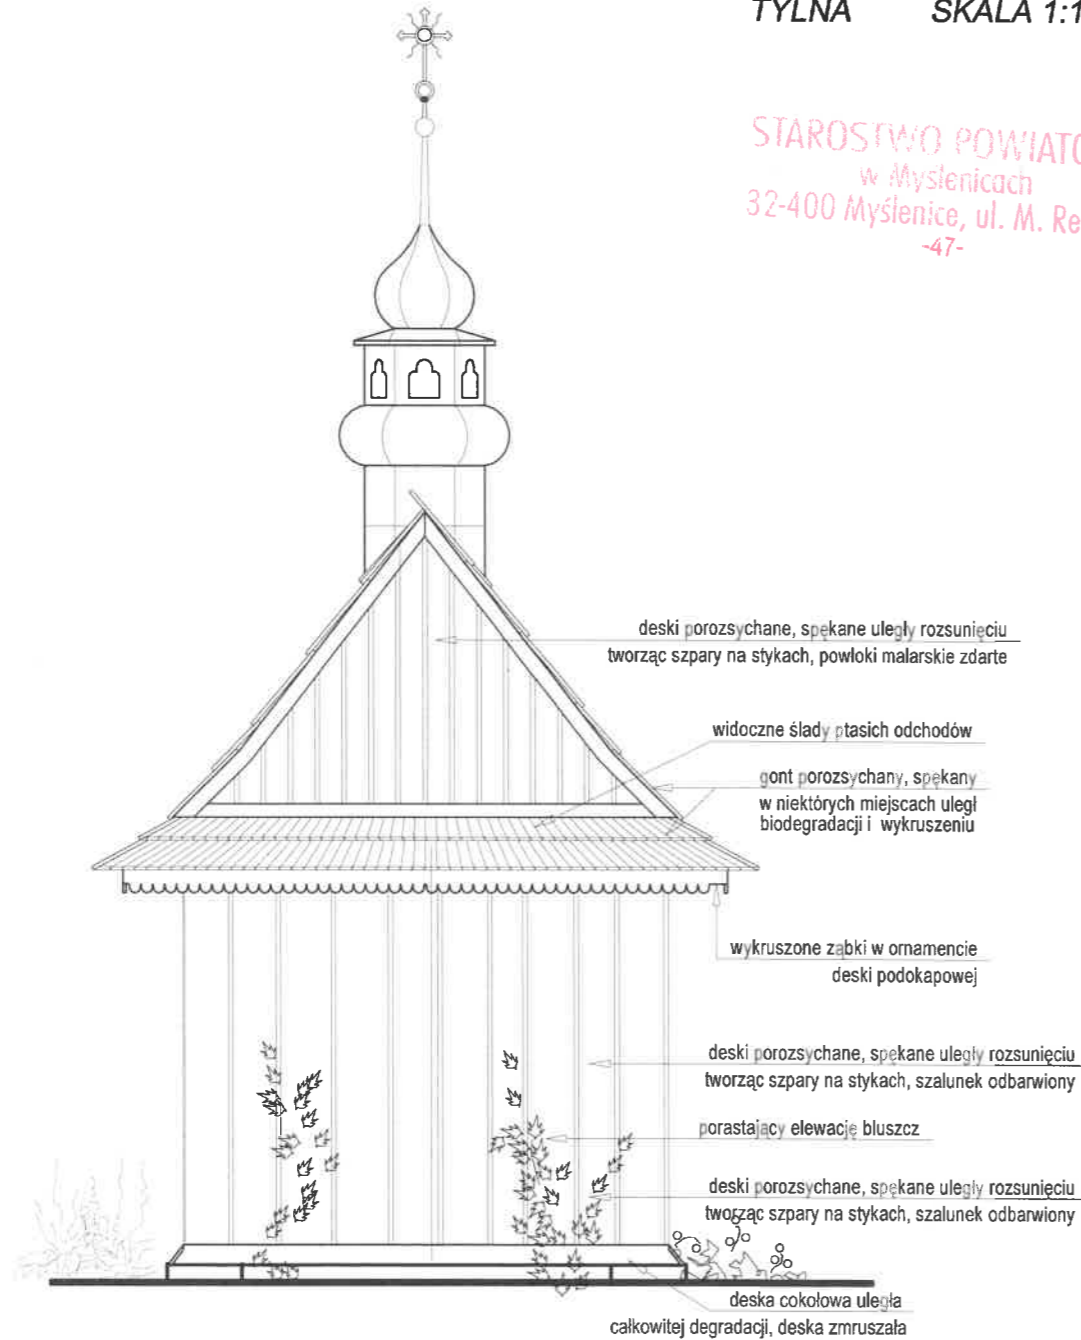 TYLNA SKALA 1:1
STAROSTWO POWIATO
w Myślenicach
32-400 Myślenice, ul. M. Re
-47-
deski porozsychane, spękane uległy rozsunięciu
tworząc szpary na stykach, powłoki malarskie zdarte
widoczne ślady ptasich odchodów
gont porozsychany, spękany
w niektórych miejscach uległ
biodegradacji i wykruszeniu
wykruszone ząbki w ornamencie
deski podokapowej
deski porozsychane, spękane uległy rozsunięciu
tworząc szpary na stykach, szalunek odbarwiony
porastający elewację bluszcz
deski porozsychane, spękane uległy rozsunięciu
tworząc szpary na stykach, szalunek odbarwiony
deska cokołowa uległa
całkowitej degradacji, deska zmruszała